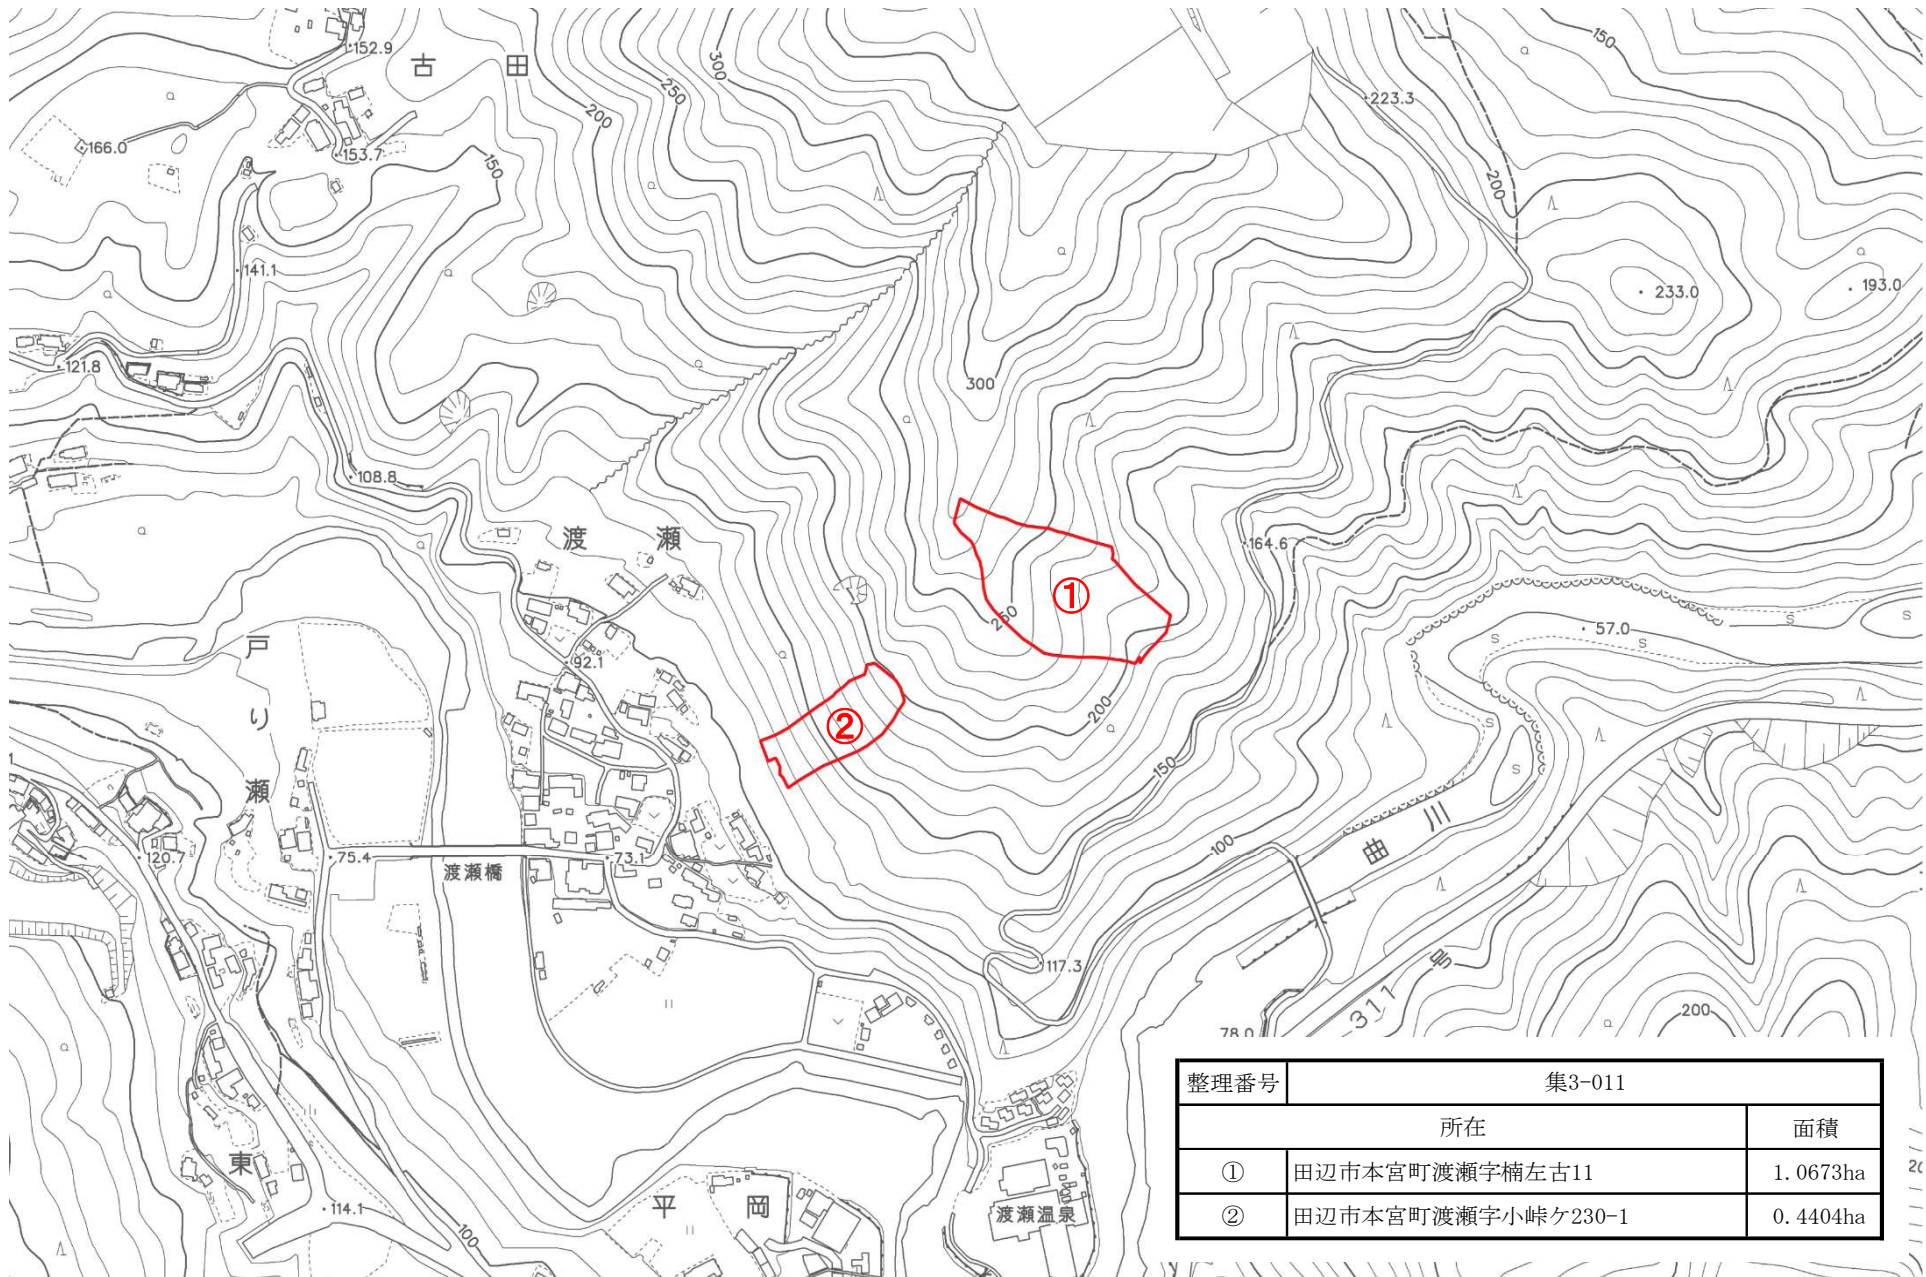 古田
152.9
166.0
153.7
150
200
250
300
223.3
150
200
233.0
193.0
141.1
121.8
108.8
300
渡瀬
164.6
①
250
57.0
S
S
S
S
S
戸り瀬
92.1
②
200
150
100
曲川
120.7
75.4
渡瀬橋
73.1
117.3
311号
78.0
200
東
114.1
100
平岡
渡瀬温泉
整理番号 集3-011
所在 面積
① 田辺市本宮町渡瀬字楠左古11 1.0673ha
② 田辺市本宮町渡瀬字小峠ケ230-1 0.4404ha